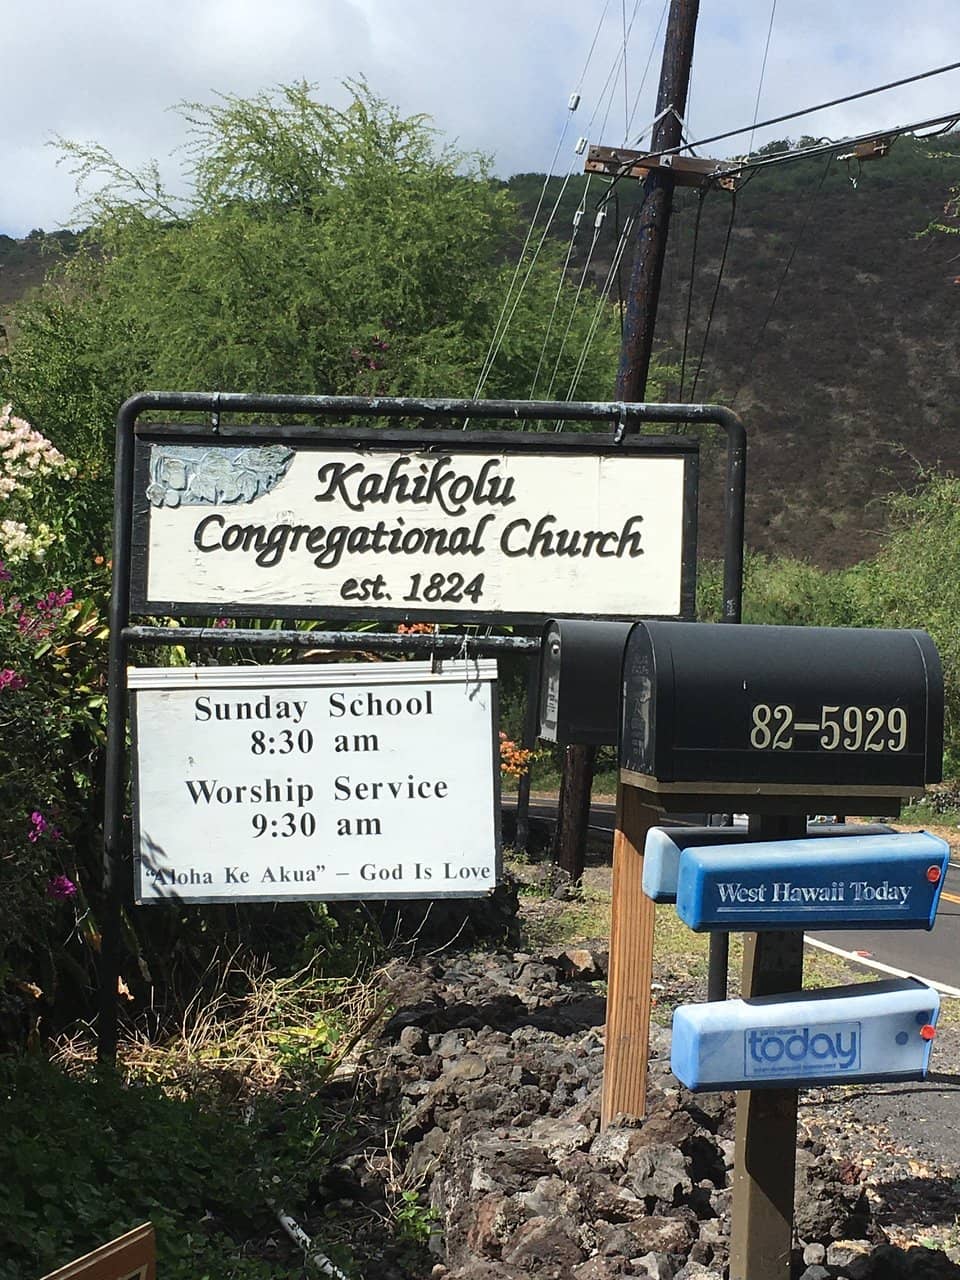 Kahikolu
Congregational Church
est. 1824
Sunday School
8:30 am
Worship Service
9:30 am
"Aloha Ke Akua" – God Is Love
82-5929
West Hawaii Today
today